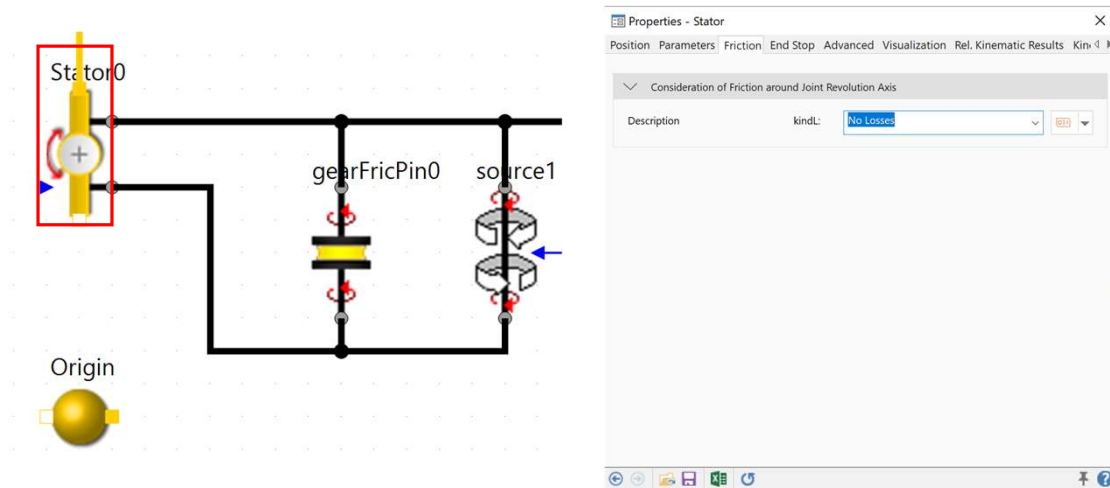 Stator0
gearFricPin0
source1
Origin
Properties - Stator
Position Parameters Friction End Stop Advanced Visualization Rel. Kinematic Results Kin
Consideration of Friction around Joint Revolution Axis
Description kindL: No Losses